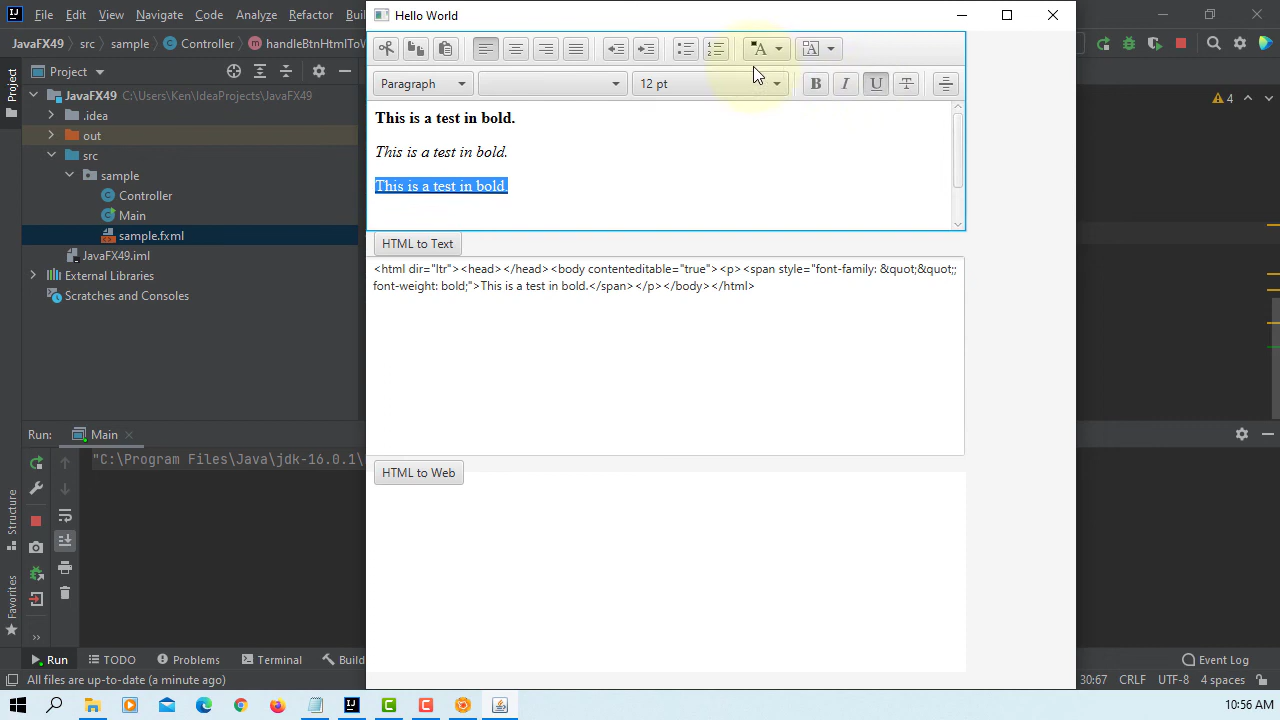 File Edit View Navigate Code Analyze Refactor
Hello World
JavaFX49 src sample Controller
Project
Paragraph 12 pt B I U T
JavaFX49 C:\Users\Ken\IdeaProjects\JavaFX49
.idea
out
src
sample
Controller
Main
sample.fxml
JavaFX49.iml
External Libraries
Scratches and Consoles
4
This is a test in bold.
This is a test in bold.
This is a test in bold.
HTML to Text
<html dir="ltr"><head></head><body contenteditable="true"><p> <span style="font-family: &quot;&quot;;
font-weight: bold;">This is a test in bold.</span></p></body></html>
HTML to Web
Project
Structure
Favorites
Run: Main
"C:\Program Files\Java\jdk-16.0.1\
Run TODO Problems Terminal Build Event Log
All files are up-to-date (a minute ago) 30:67 CRLF UTF-8 4 spaces
10:56 AM